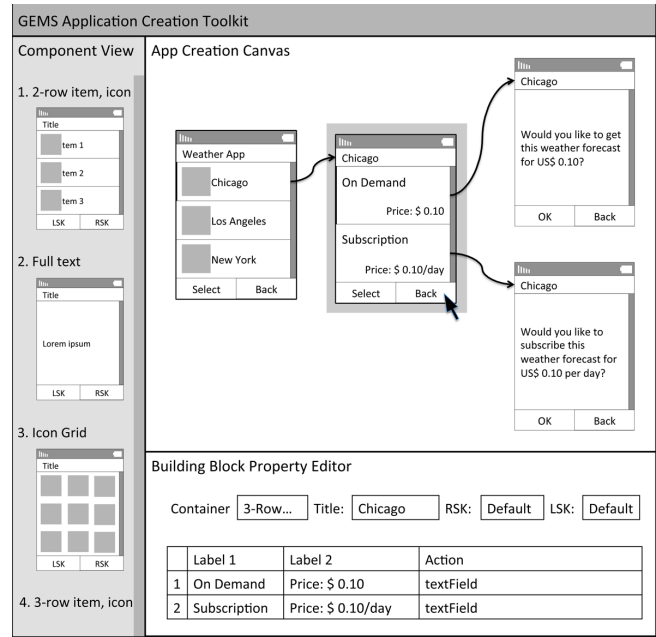 GEMS Application Creation Toolkit
Component View
1. 2-row item, icon
Title
tem 1
tem 2
tem 3
LSK RSK
2. Full text
Title
Lorem ipsum
LSK RSK
3. Icon Grid
Title
LSK RSK
4. 3-row item, icon
App Creation Canvas
Weather App
Chicago
Los Angeles
New York
Select Back
Chicago
On Demand
Price: $ 0.10
Subscription
Price: $ 0.10/day
Select Back
Chicago
Would you like to get
this weather forecast
for US$ 0.10?
OK Back
Chicago
Would you like to
subscribe this
weather forecast for
US$ 0.10 per day?
OK Back
Building Block Property Editor
Container 3-Row... Title: Chicago RSK: Default LSK: Default
Label 1 Label 2 Action
1 On Demand Price: $ 0.10 textField
2 Subscription Price: $ 0.10/day textField